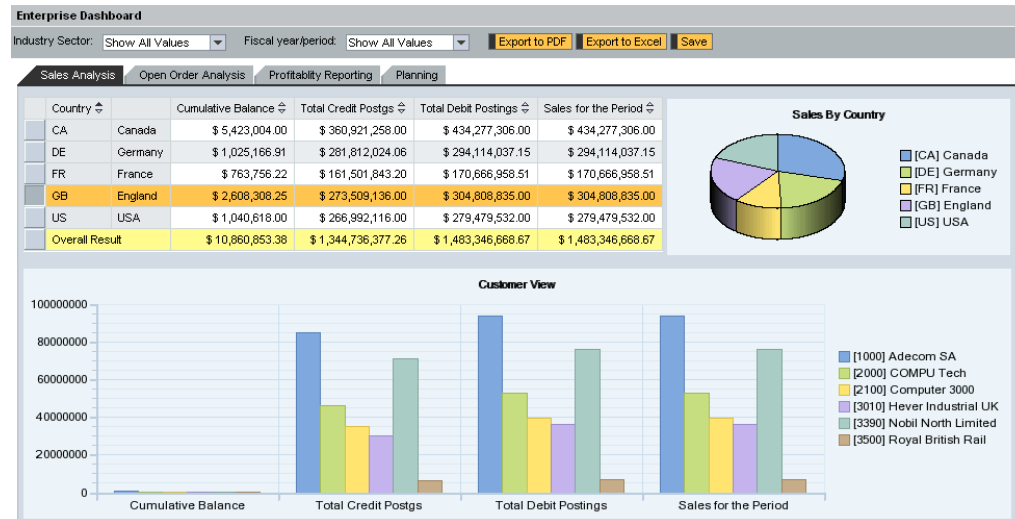 Enterprise Dashboard
Industry Sector: Show All Values Fiscal year/period: Show All Values Export to PDF Export to Excel Save
Sales Analysis Open Order Analysis Profitablity Reporting Planning
Country Cumulative Balance Total Credit Postgs Total Debit Postings Sales for the Period
CA Canada $ 5,423,004.00 $ 360,921,258.00 $ 434,277,306.00 $ 434,277,306.00
DE Germany $ 1,025,166.91 $ 281,812,024.06 $ 294,114,037.15 $ 294,114,037.15
FR France $ 763,756.22 $ 161,501,843.20 $ 170,666,958.51 $ 170,666,958.51
GB England $ 2,608,308.25 $ 273,509,136.00 $ 304,808,835.00 $ 304,808,835.00
US USA $ 1,040,618.00 $ 266,992,116.00 $ 279,479,532.00 $ 279,479,532.00
Overall Result $ 10,860,853.38 $ 1,344,736,377.26 $ 1,483,346,668.67 $ 1,483,346,668.67
Sales By Country
[CA] Canada
[DE] Germany
[FR] France
[GB] England
[US] USA
Customer View
100000000
80000000
60000000
40000000
20000000
0
Cumulative Balance Total Credit Postgs Total Debit Postings Sales for the Period
[1000] Adecom SA
[2000] COMPU Tech
[2100] Computer 3000
[3010] Hever Industrial UK
[3390] Nobil North Limited
[3500] Royal British Rail